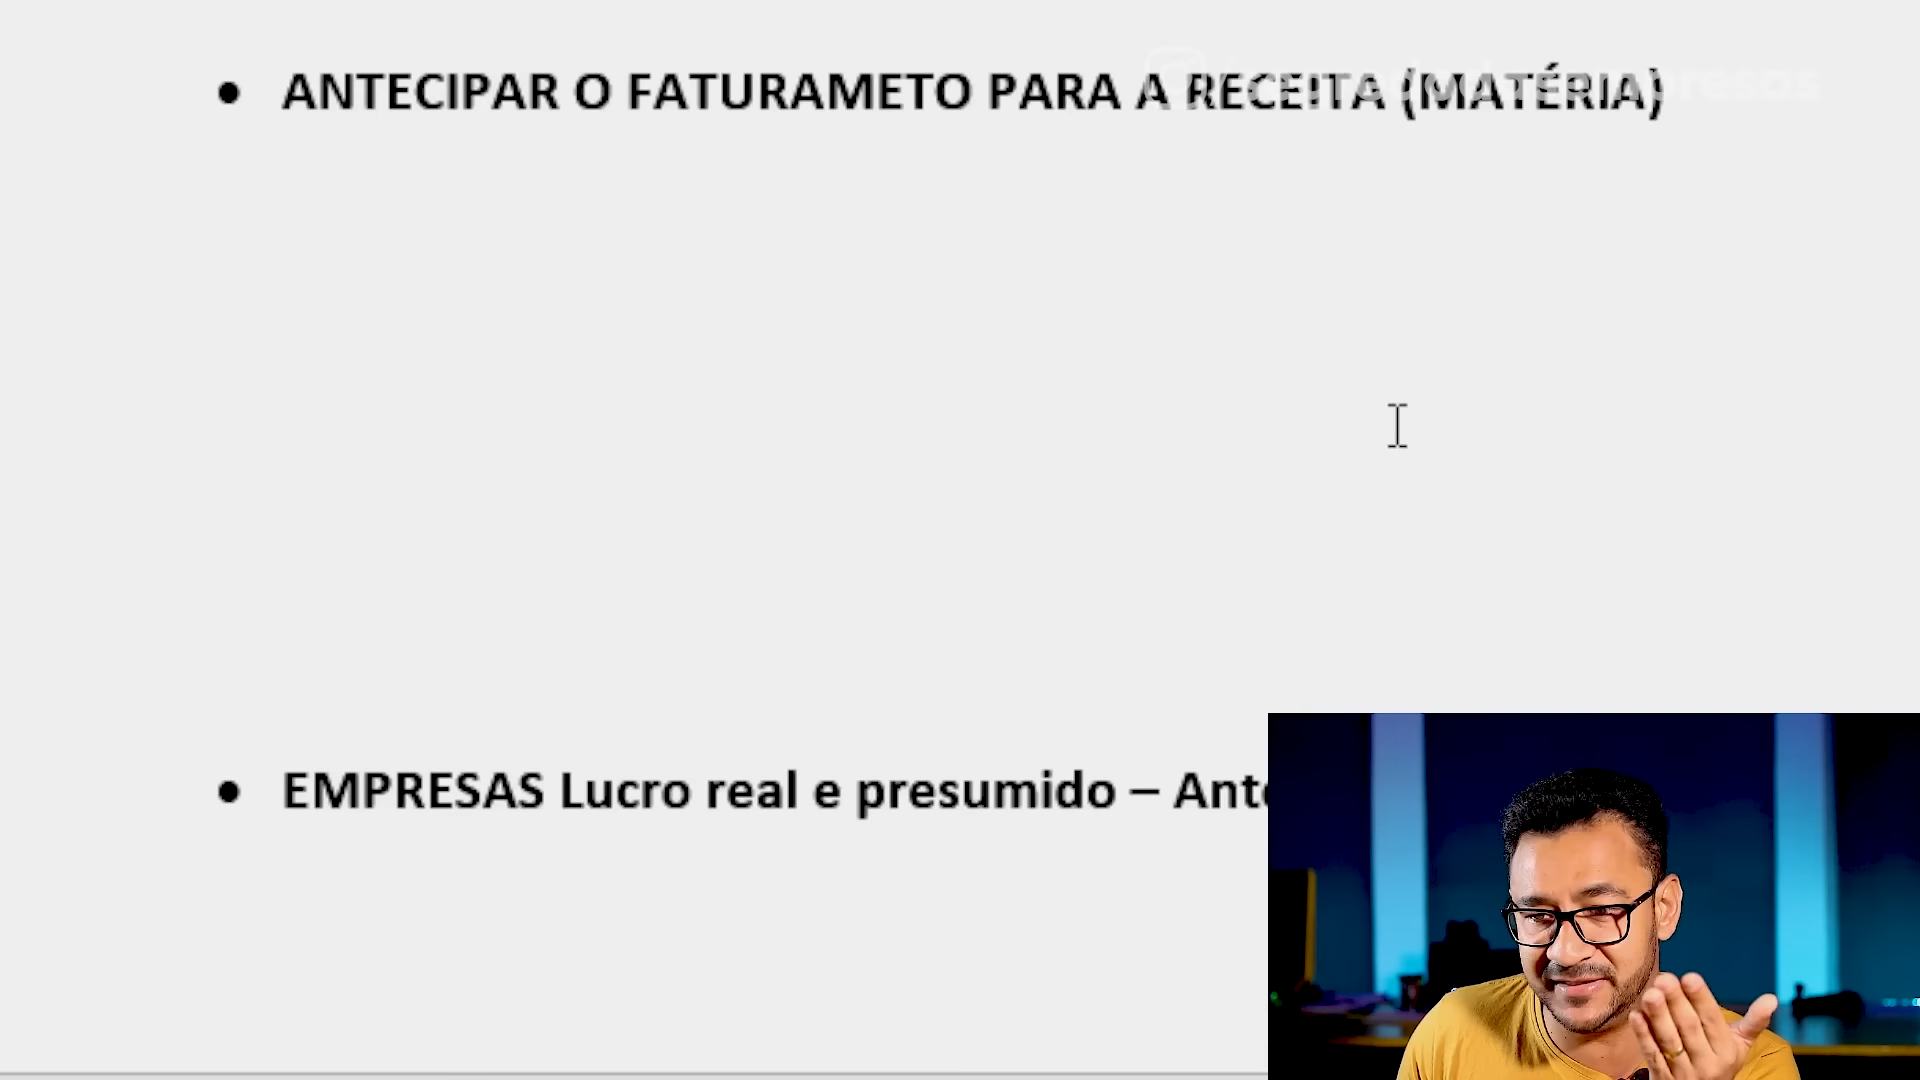 • ANTECIPAR O FATURAMETO PARA A RECEITA (MATÉRIA)
• EMPRESAS Lucro real e presumido – Ant